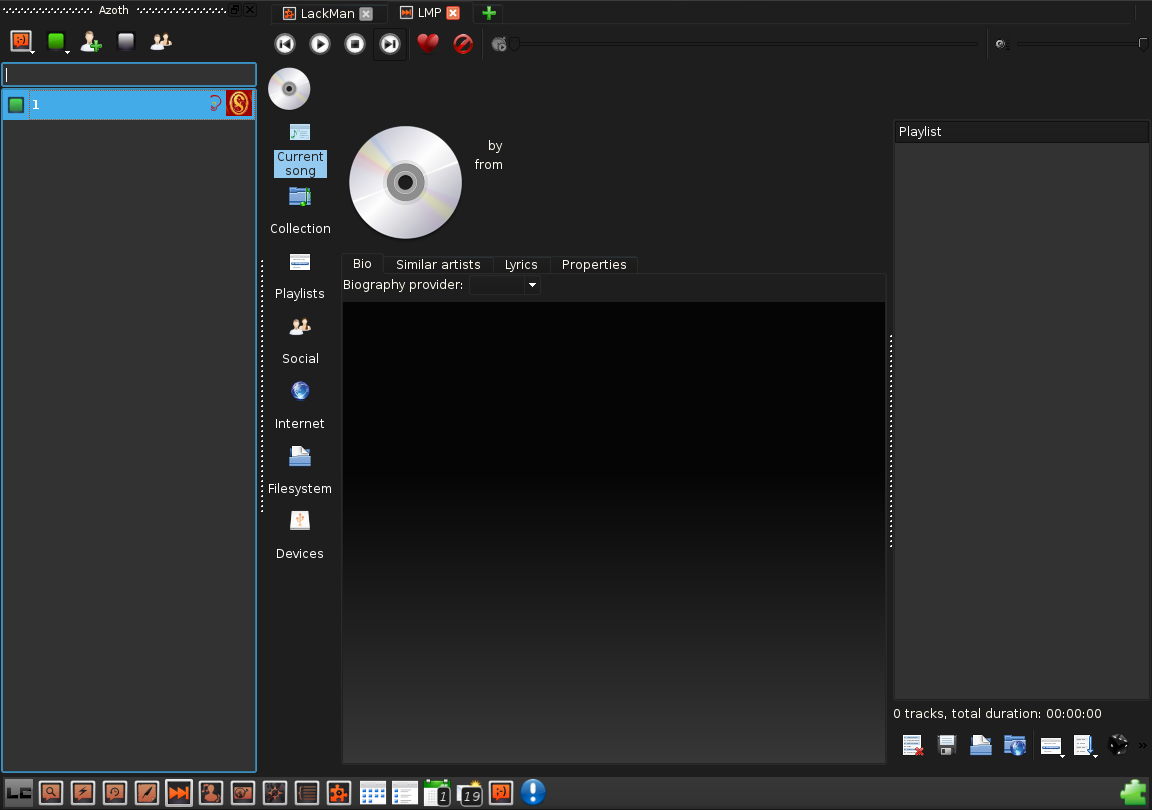 Azoth
LackMan
LMP
1
Current
song
by
from
Playlist
Collection
Bio
Similar artists
Lyrics
Properties
Biography provider:
Playlists
Social
Internet
Filesystem
Devices
0 tracks, total duration: 00:00:00
LC
1
19